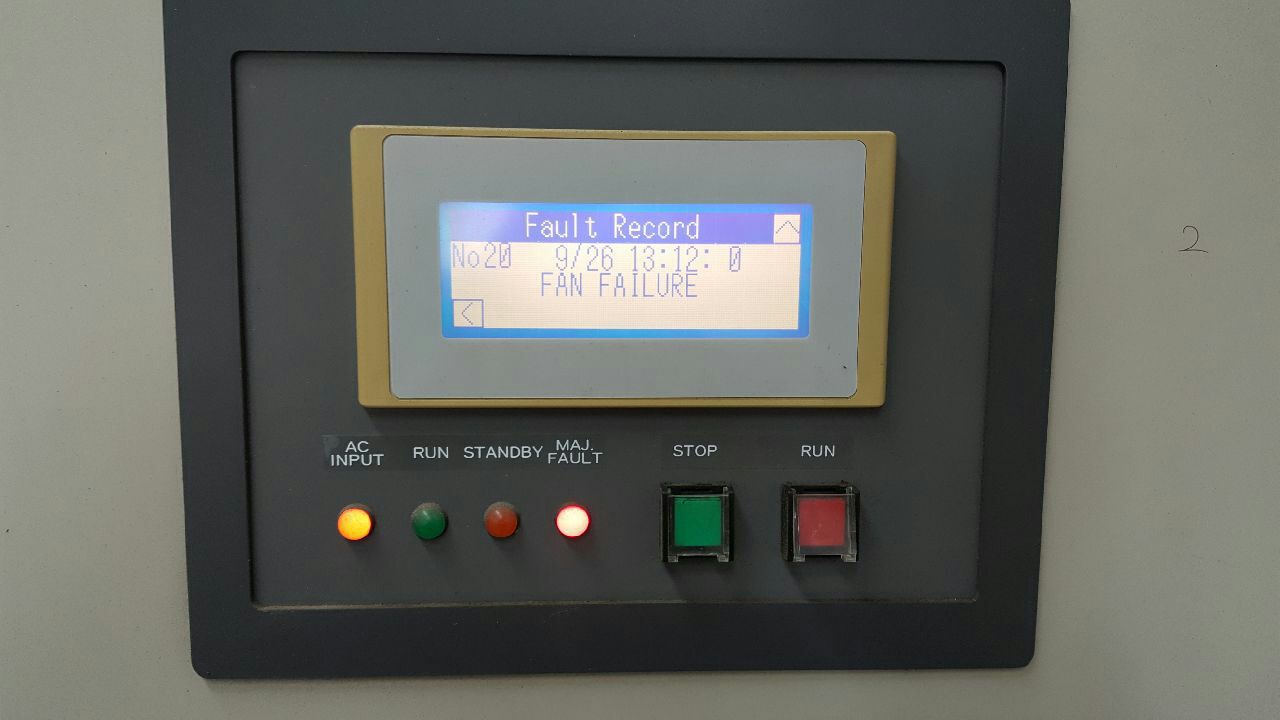 Fault Record
No20 9/26 13:12: 0
FAN FAILURE
AC INPUT
RUN
STANDBY
MAJ. FAULT
STOP
RUN
2